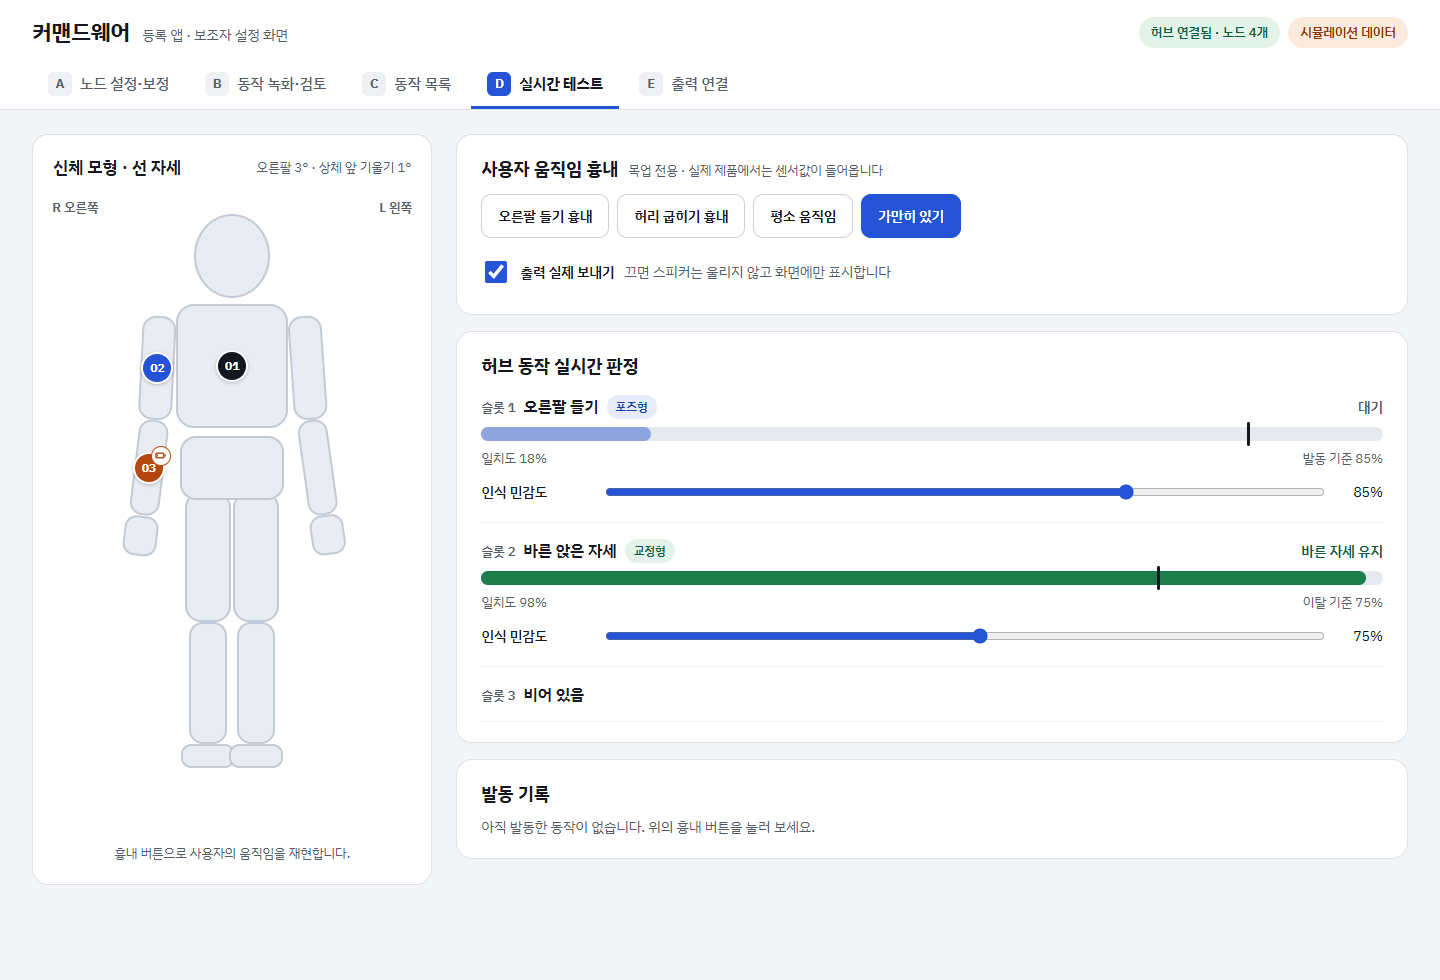 커맨드웨어 등록 앱 · 보조자 설정 화면 허브 연결됨 · 노드 4개 시뮬레이션 데이터
A 노드 설정·보정 B 동작 녹화·검토 C 동작 목록 D 실시간 테스트 E 출력 연결
신체 모형 · 선 자세 오른팔 3° · 상체 앞 기울기 1°
R 오른쪽 L 왼쪽
02 01
03
흉내 버튼으로 사용자의 움직임을 재현합니다.
사용자 움직임 흉내 목업 전용 · 실제 제품에서는 센서값이 들어옵니다
오른팔 들기 흉내 허리 굽히기 흉내 평소 움직임 가만히 있기
출력 실제 보내기 끄면 스피커는 울리지 않고 화면에만 표시합니다
허브 동작 실시간 판정
슬롯 1 오른팔 들기 포즈형 대기
일치도 18% 발동 기준 85%
인식 민감도 85%
슬롯 2 바른 앉은 자세 교정형 바른 자세 유지
일치도 98% 이탈 기준 75%
인식 민감도 75%
슬롯 3 비어 있음
발동 기록
아직 발동한 동작이 없습니다. 위의 흉내 버튼을 눌러 보세요.